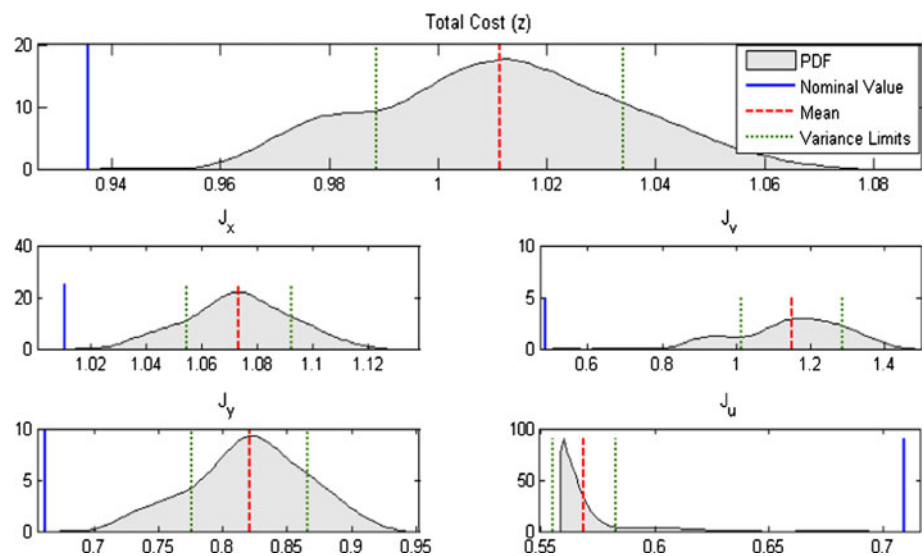 Total Cost (z)
20
10
0
0.94 0.96 0.98 1 1.02 1.04 1.06 1.08
PDF
Nominal Value
Mean
Variance Limits
J_x
40
20
0
1.02 1.04 1.06 1.08 1.1 1.12
J_v
10
5
0
0.6 0.8 1 1.2 1.4
J_y
10
5
0
0.7 0.75 0.8 0.85 0.9 0.95
J_u
100
50
0
0.55 0.6 0.65 0.7